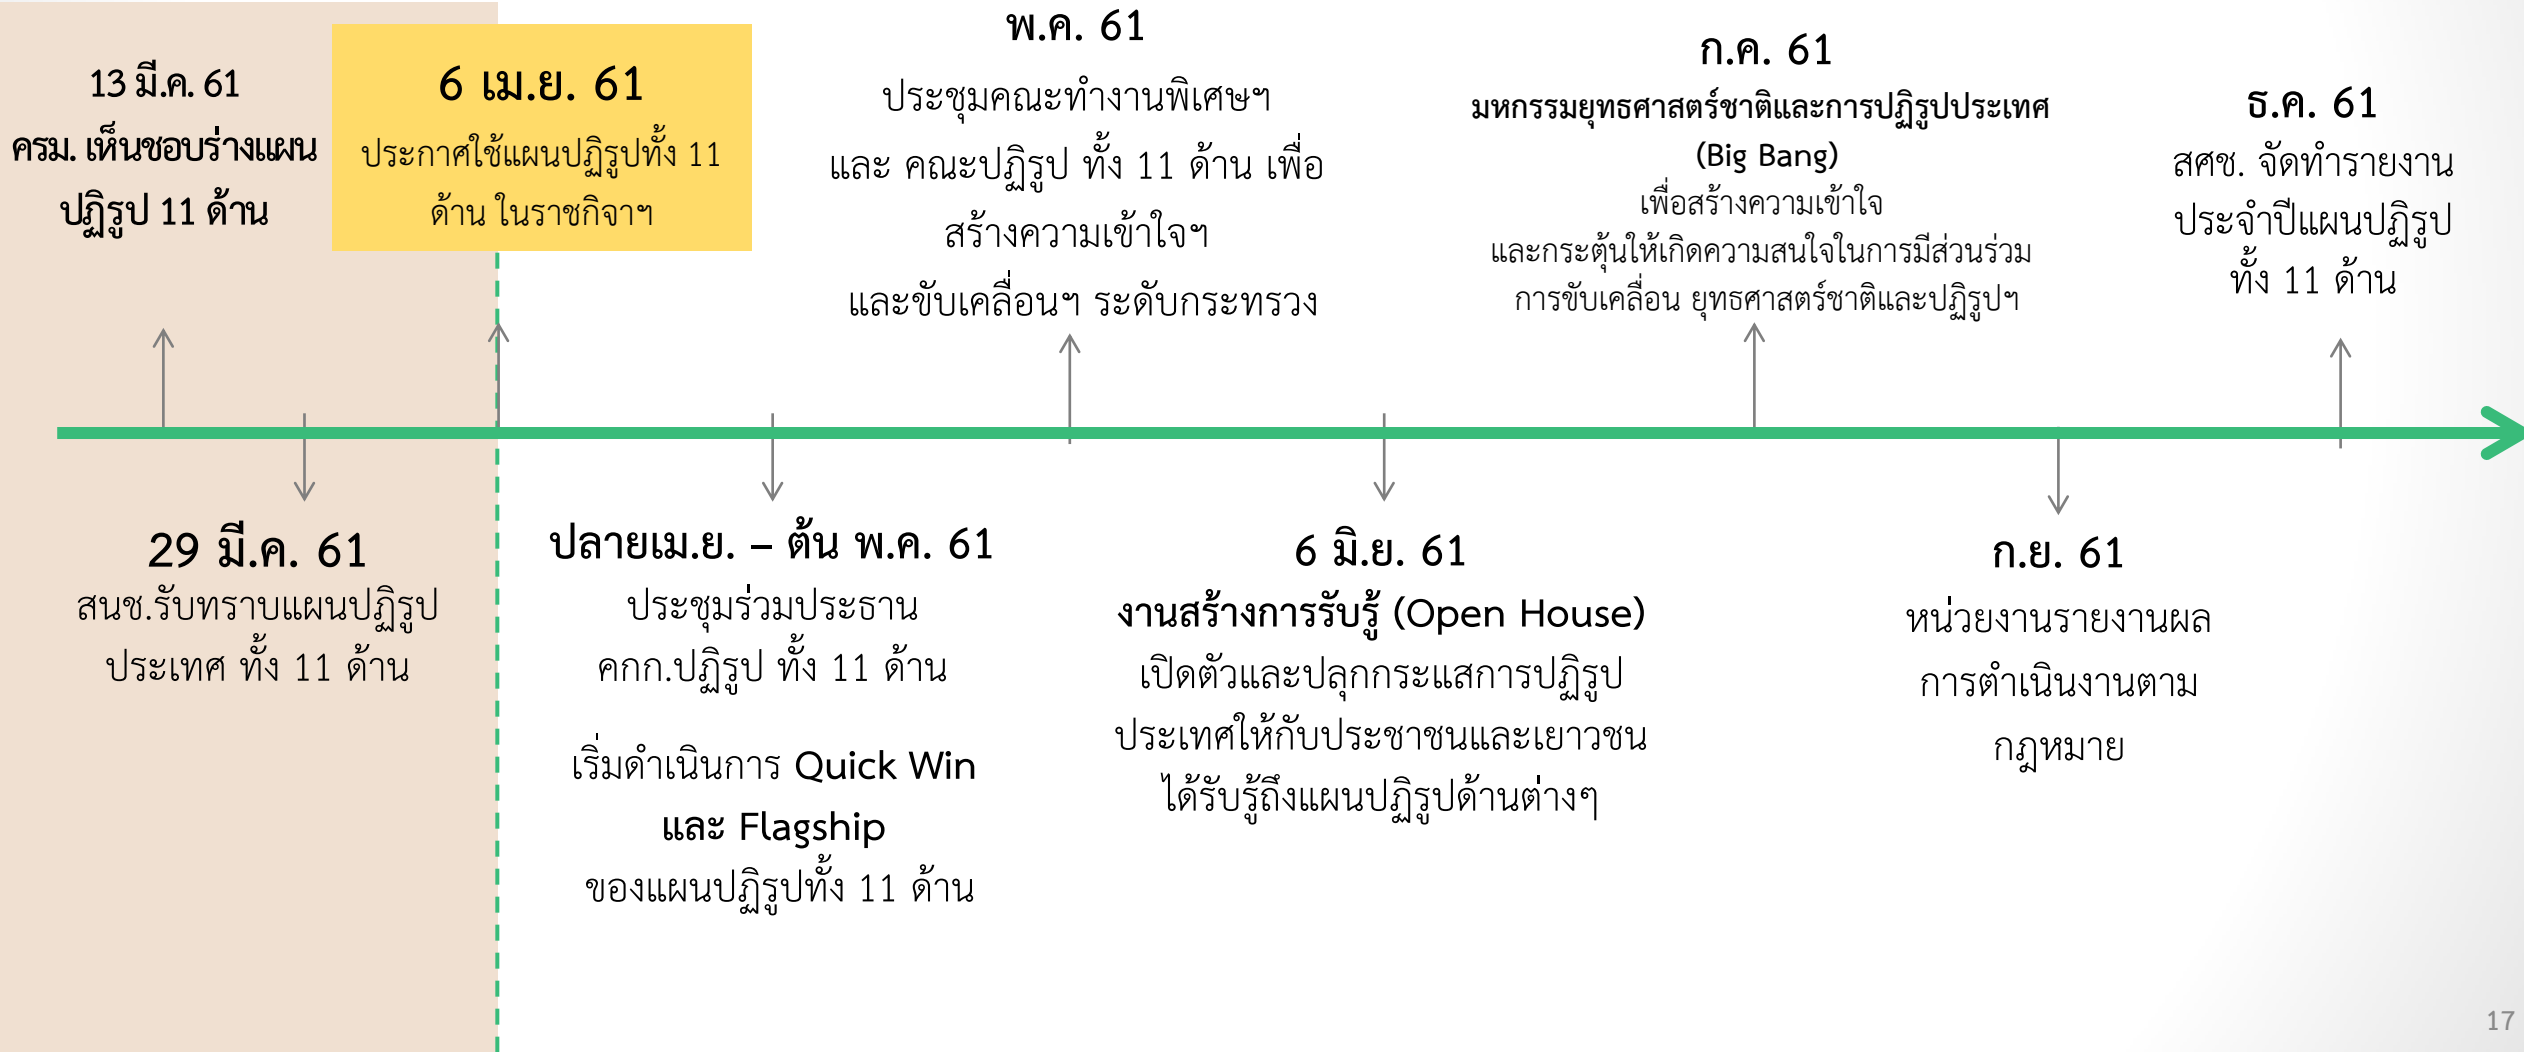 13 มี.ค. 61
ครม. เห็นชอบร่างแผน
ปฏิรูป 11 ด้าน
6 เม.ย. 61
ประกาศใช้แผนปฏิรูปทั้ง 11
ด้าน ในราชกิจาฯ
พ.ค. 61
ประชุมคณะทำงานพิเศษฯ
และ คณะปฏิรูป ทั้ง 11 ด้าน เพื่อ
สร้างความเข้าใจฯ
และขับเคลื่อนฯ ระดับกระทรวง
ก.ค. 61
มหกรรมยุทธศาสตร์ชาติและการปฏิรูปประเทศ
(Big Bang)
เพื่อสร้างความเข้าใจ
และกระตุ้นให้เกิดความสนใจในการมีส่วนร่วม
การขับเคลื่อน ยุทธศาสตร์ชาติและปฏิรูปฯ
ธ.ค. 61
สศช. จัดทำรายงาน
ประจำปีแผนปฏิรูป
ทั้ง 11 ด้าน
29 มี.ค. 61
สนช.รับทราบแผนปฏิรูป
ประเทศ ทั้ง 11 ด้าน
ปลายเม.ย. – ต้น พ.ค. 61
ประชุมร่วมประธาน
คกก.ปฏิรูป ทั้ง 11 ด้าน
เริ่มดำเนินการ Quick Win
และ Flagship
ของแผนปฏิรูปทั้ง 11 ด้าน
6 มิ.ย. 61
งานสร้างการรับรู้ (Open House)
เปิดตัวและปลุกกระแสการปฏิรูป
ประเทศให้กับประชาชนและเยาวชน
ได้รับรู้ถึงแผนปฏิรูปด้านต่างๆ
ก.ย. 61
หน่วยงานรายงานผล
การดำเนินงานตาม
กฎหมาย
17